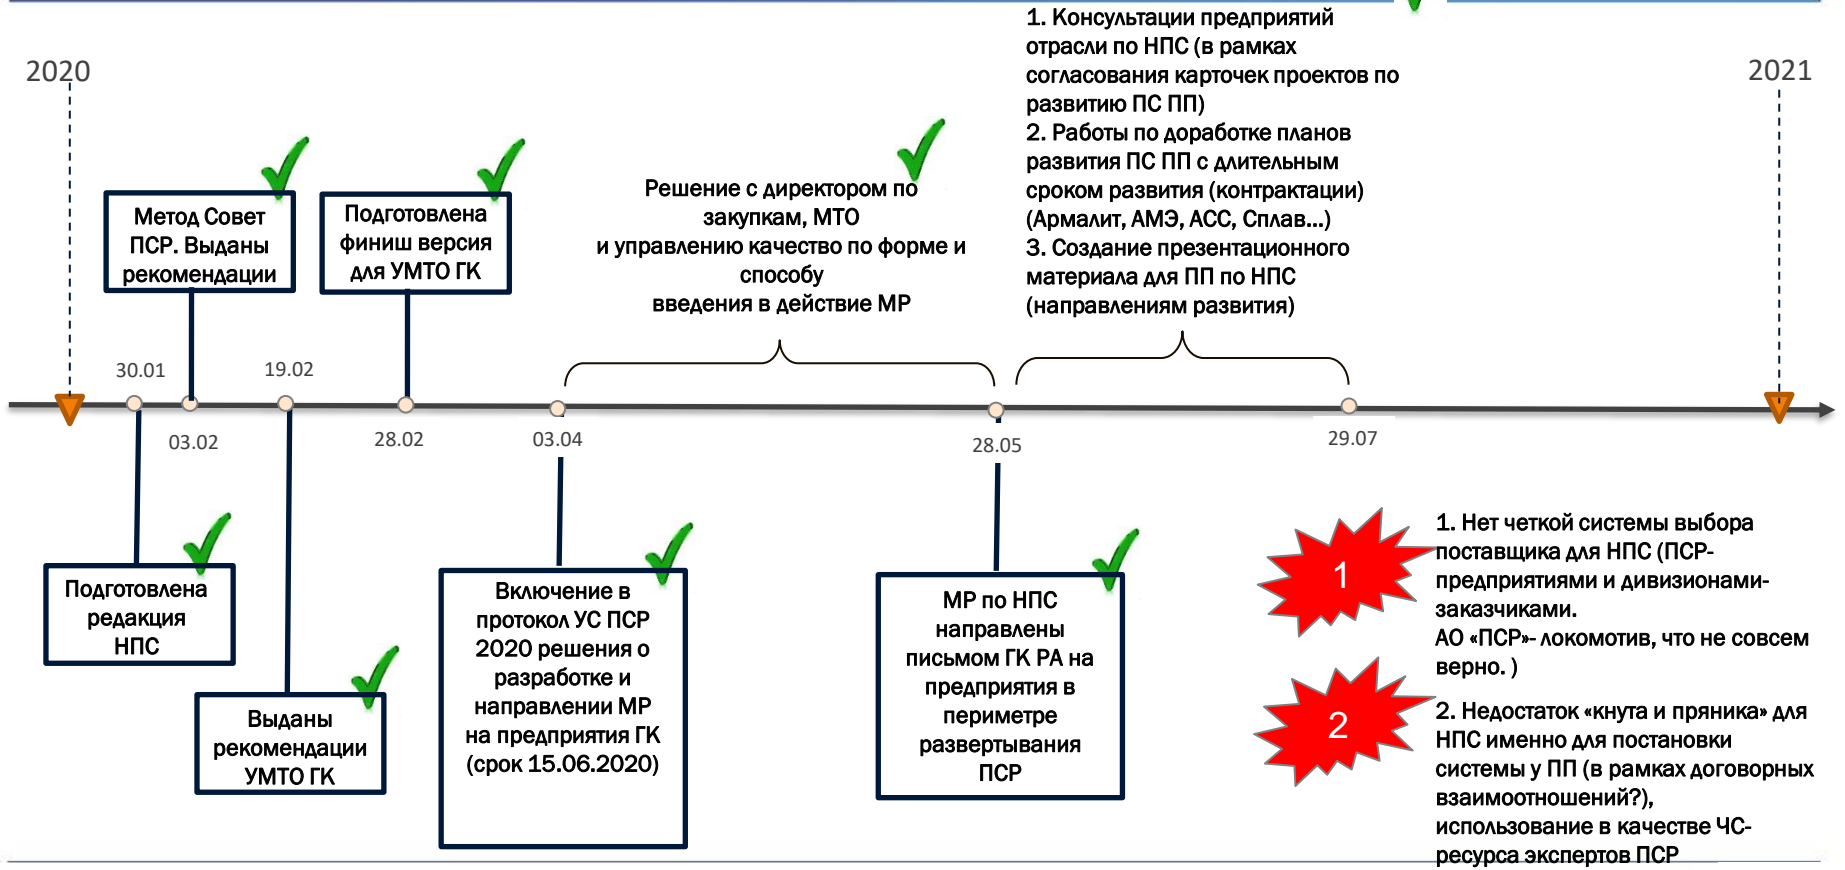 2020
2021
1. Консультации предприятий
отрасли по НПС (в рамках
согласования карточек проектов по
развитию ПС ПП)
2. Работы по доработке планов
развития ПС ПП с длительным
сроком развития (контрактации)
(Армалит, АМЭ, АСС, Сплав...)
3. Создание презентационного
материала для ПП по НПС
(направлениям развития)
Метод Совет
ПСР. Выданы
рекомендации
Подготовлена
финиш версия
для УМТО ГК
Решение с директором по
закупкам, МТО
и управлению качество по форме и
способу
введения в действие МР
30.01
03.02
19.02
28.02
03.04
28.05
29.07
Подготовлена
редакция
НПС
Выданы
рекомендации
УМТО ГК
Включение в
протокол УС ПСР
2020 решения о
разработке и
направлении МР
на предприятия ГК
(срок 15.06.2020)
МР по НПС
направлены
письмом ГК РА на
предприятия в
периметре
развертывания
ПСР
1
1. Нет четкой системы выбора
поставщика для НПС (ПСР-
предприятиями и дивизионами-
заказчиками.
АО «ПСР»- локомотив, что не совсем
верно. )
2
2. Недостаток «кнута и пряника» для
НПС именно для постановки
системы у ПП (в рамках договорных
взаимоотношений?),
использование в качестве ЧС-
ресурса экспертов ПСР